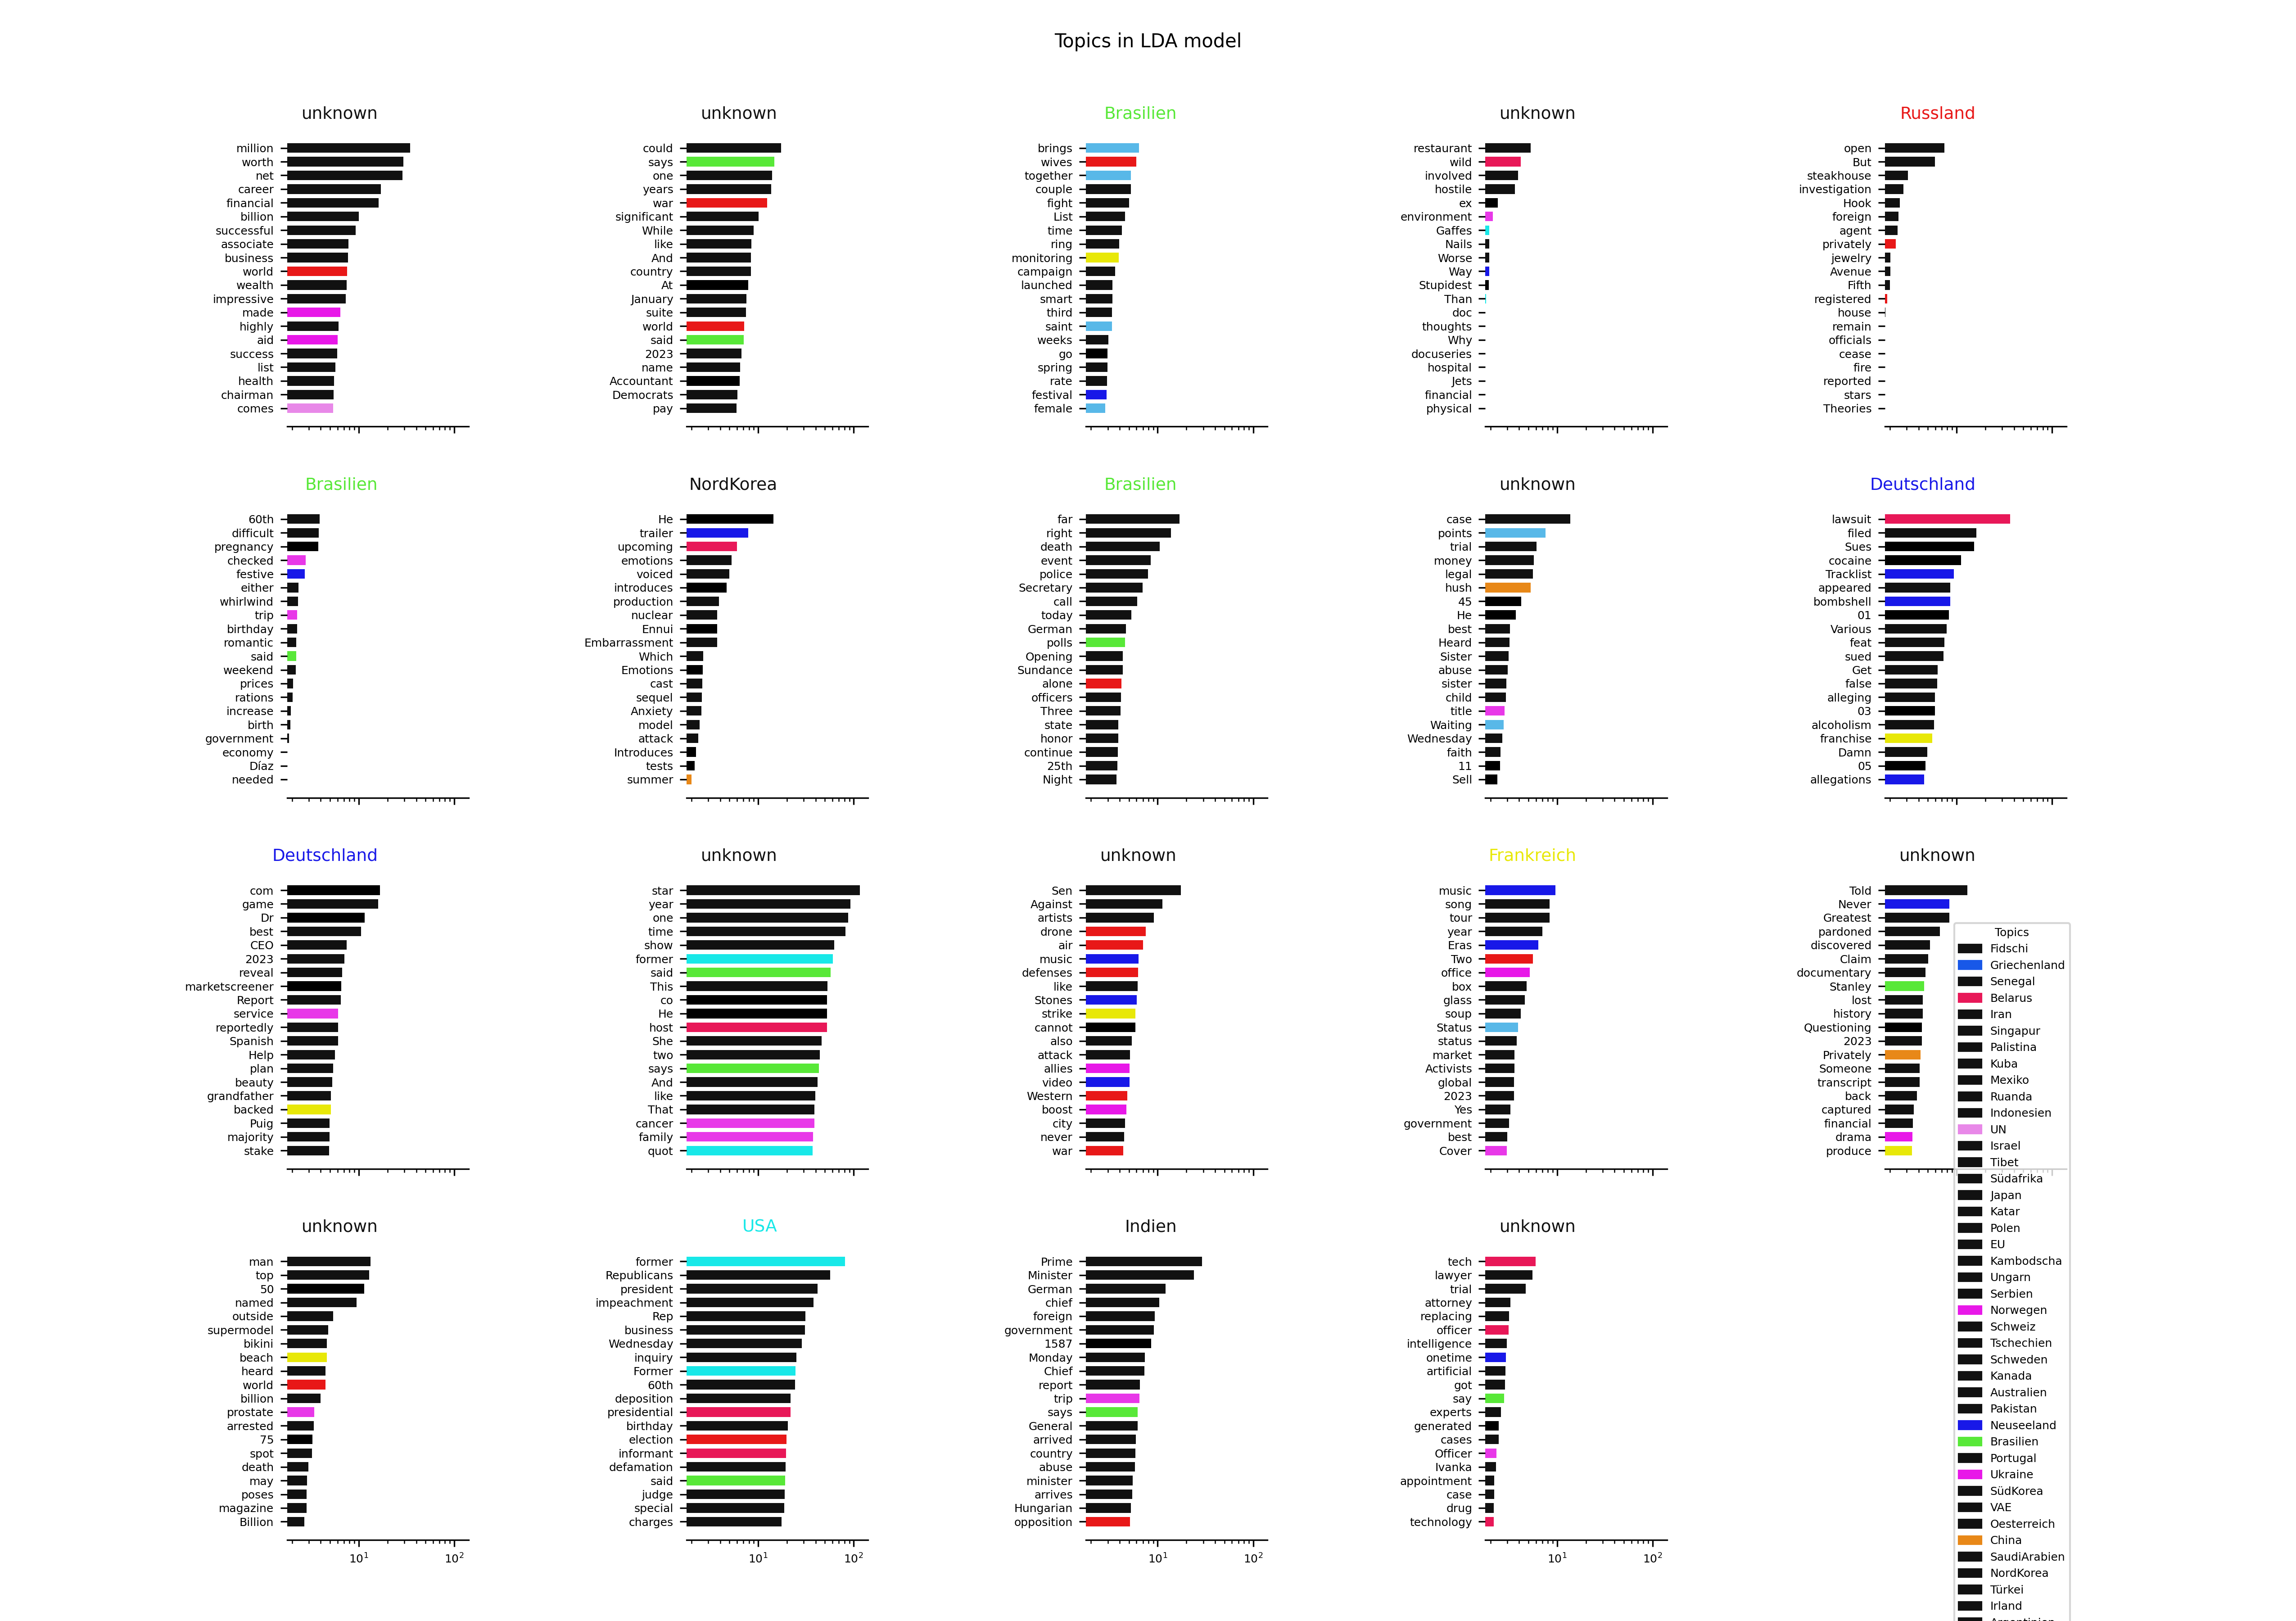 Topics in LDA model
unknown
million
worth
net
career
financial
billion
successful
associate
business
world
wealth
impressive
made
highly
aid
success
list
health
chairman
comes
unknown
could
says
one
years
war
significant
While
like
And
country
At
January
suite
world
said
2023
name
Accountant
Democrats
pay
Brasilien
brings
wives
together
couple
fight
List
time
ring
monitoring
campaign
launched
smart
third
saint
weeks
go
spring
rate
festival
female
unknown
restaurant
wild
involved
hostile
ex
environment
Gaffes
Nails
Worse
Way
Stupidest
Than
doc
thoughts
Why
docuseries
hospital
Jets
financial
physical
Russland
open
But
steakhouse
investigation
Hook
foreign
agent
privately
jewelry
Avenue
Fifth
registered
house
remain
officials
cease
fire
reported
stars
Theories
Brasilien
60th
difficult
pregnancy
checked
festive
either
whirlwind
trip
birthday
romantic
said
weekend
prices
rations
increase
birth
government
economy
Díaz
needed
NordKorea
He
trailer
upcoming
emotions
voiced
introduces
production
nuclear
Ennui
Embarrassment
Which
Emotions
cast
sequel
Anxiety
model
attack
Introduces
tests
summer
Brasilien
far
right
death
event
police
Secretary
call
today
German
polls
Opening
Sundance
alone
officers
Three
state
honor
continue
25th
Night
unknown
case
points
trial
money
legal
hush
45
He
best
Heard
Sister
abuse
sister
child
title
Waiting
Wednesday
faith
11
Sell
Deutschland
lawsuit
filed
Sues
cocaine
Tracklist
appeared
bombshell
01
Various
feat
sued
Get
false
alleging
03
alcoholism
franchise
Damn
05
allegations
Deutschland
com
game
Dr
best
CEO
2023
reveal
marketscreener
Report
service
reportedly
Spanish
Help
plan
beauty
grandfather
backed
Puig
majority
stake
unknown
star
year
one
time
show
former
said
This
co
He
host
She
two
says
And
like
That
cancer
family
quot
unknown
Sen
Against
artists
drone
air
music
defenses
like
Stones
strike
cannot
also
attack
allies
video
Western
boost
city
never
war
Frankreich
music
song
tour
year
Eras
Two
office
box
glass
soup
Status
status
market
Activists
global
2023
Yes
government
best
Cover
unknown
Told
Never
Greatest
pardoned
discovered
Claim
documentary
Stanley
lost
history
Questioning
2023
Privately
Someone
transcript
back
captured
financial
drama
produce
unknown
man
top
50
named
outside
supermodel
bikini
beach
heard
world
billion
prostate
arrested
75
spot
death
may
poses
magazine
Billion
10¹ 10²
USA
former
Republicans
president
impeachment
Rep
business
Wednesday
inquiry
Former
60th
deposition
presidential
birthday
election
informant
defamation
said
judge
special
charges
10¹ 10²
Indien
Prime
Minister
German
chief
foreign
government
1587
Monday
Chief
report
trip
says
General
arrived
country
abuse
minister
arrives
Hungarian
opposition
10¹ 10²
unknown
tech
lawyer
trial
attorney
replacing
officer
intelligence
onetime
artificial
got
say
experts
generated
cases
Officer
Ivanka
appointment
case
drug
technology
10¹ 10²
Topics
Fidschi
Griechenland
Senegal
Belarus
Iran
Singapur
Palistina
Kuba
Mexiko
Ruanda
Indonesien
UN
Israel
Tibet
Südafrika
Japan
Katar
Polen
EU
Kambodscha
Ungarn
Serbien
Norwegen
Schweiz
Tschechien
Schweden
Kanada
Australien
Pakistan
Neuseeland
Brasilien
Portugal
Ukraine
SüdKorea
VAE
Oesterreich
China
SaudiArabien
NordKorea
Türkei
Irland